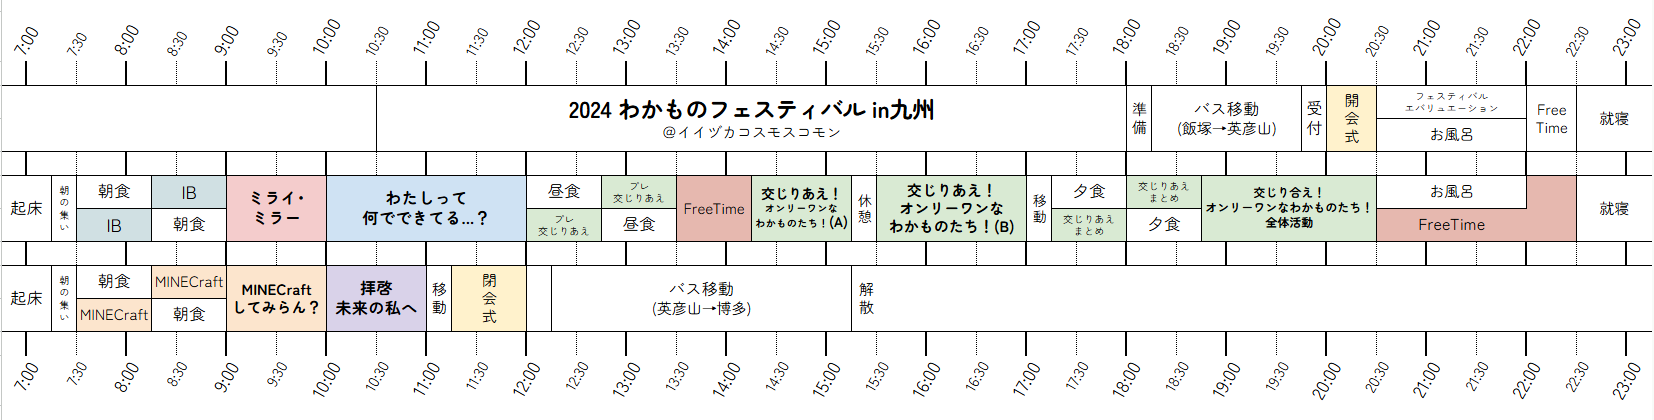 7:00 7:30 8:00 8:30 9:00 9:30 10:00 10:30 11:00 11:30 12:00 12:30 13:00 13:30 14:00 14:30 15:00 15:30 16:00 16:30 17:00 17:30 18:00 18:30 19:00 19:30 20:00 20:30 21:00 21:30 22:00 22:30 23:00
2024 わかものフェスティバル in九州
@イイヅカコスモスコモン
準備
バス移動
(飯塚→英彦山)
受付
開会式
フェスティバル
エバリュエーション
お風呂
Free
Time
就寝
起床
朝の集い
朝食
IB
IB
朝食
ミライ・
ミラー
わたしって
何でできてる…？
昼食
プレ
交じりあえ
プレ
交じりあえ
昼食
FreeTime
交じりあえ！
オンリーワンな
わかものたち！(A)
休憩
交じりあえ！
オンリーワンな
わかものたち！(B)
移動
夕食
交じりあえ
まとめ
交じりあえ
まとめ
夕食
交じり合え！
オンリーワンなわかものたち！
全体活動
お風呂
FreeTime
就寝
起床
朝の集い
朝食
MINECraft
MINECraft
朝食
MINECraft
してみらん？
拝啓
未来の私へ
移動
閉会式
バス移動
(英彦山→博多)
解散
7:00 7:30 8:00 8:30 9:00 9:30 10:00 10:30 11:00 11:30 12:00 12:30 13:00 13:30 14:00 14:30 15:00 15:30 16:00 16:30 17:00 17:30 18:00 18:30 19:00 19:30 20:00 20:30 21:00 21:30 22:00 22:30 23:00